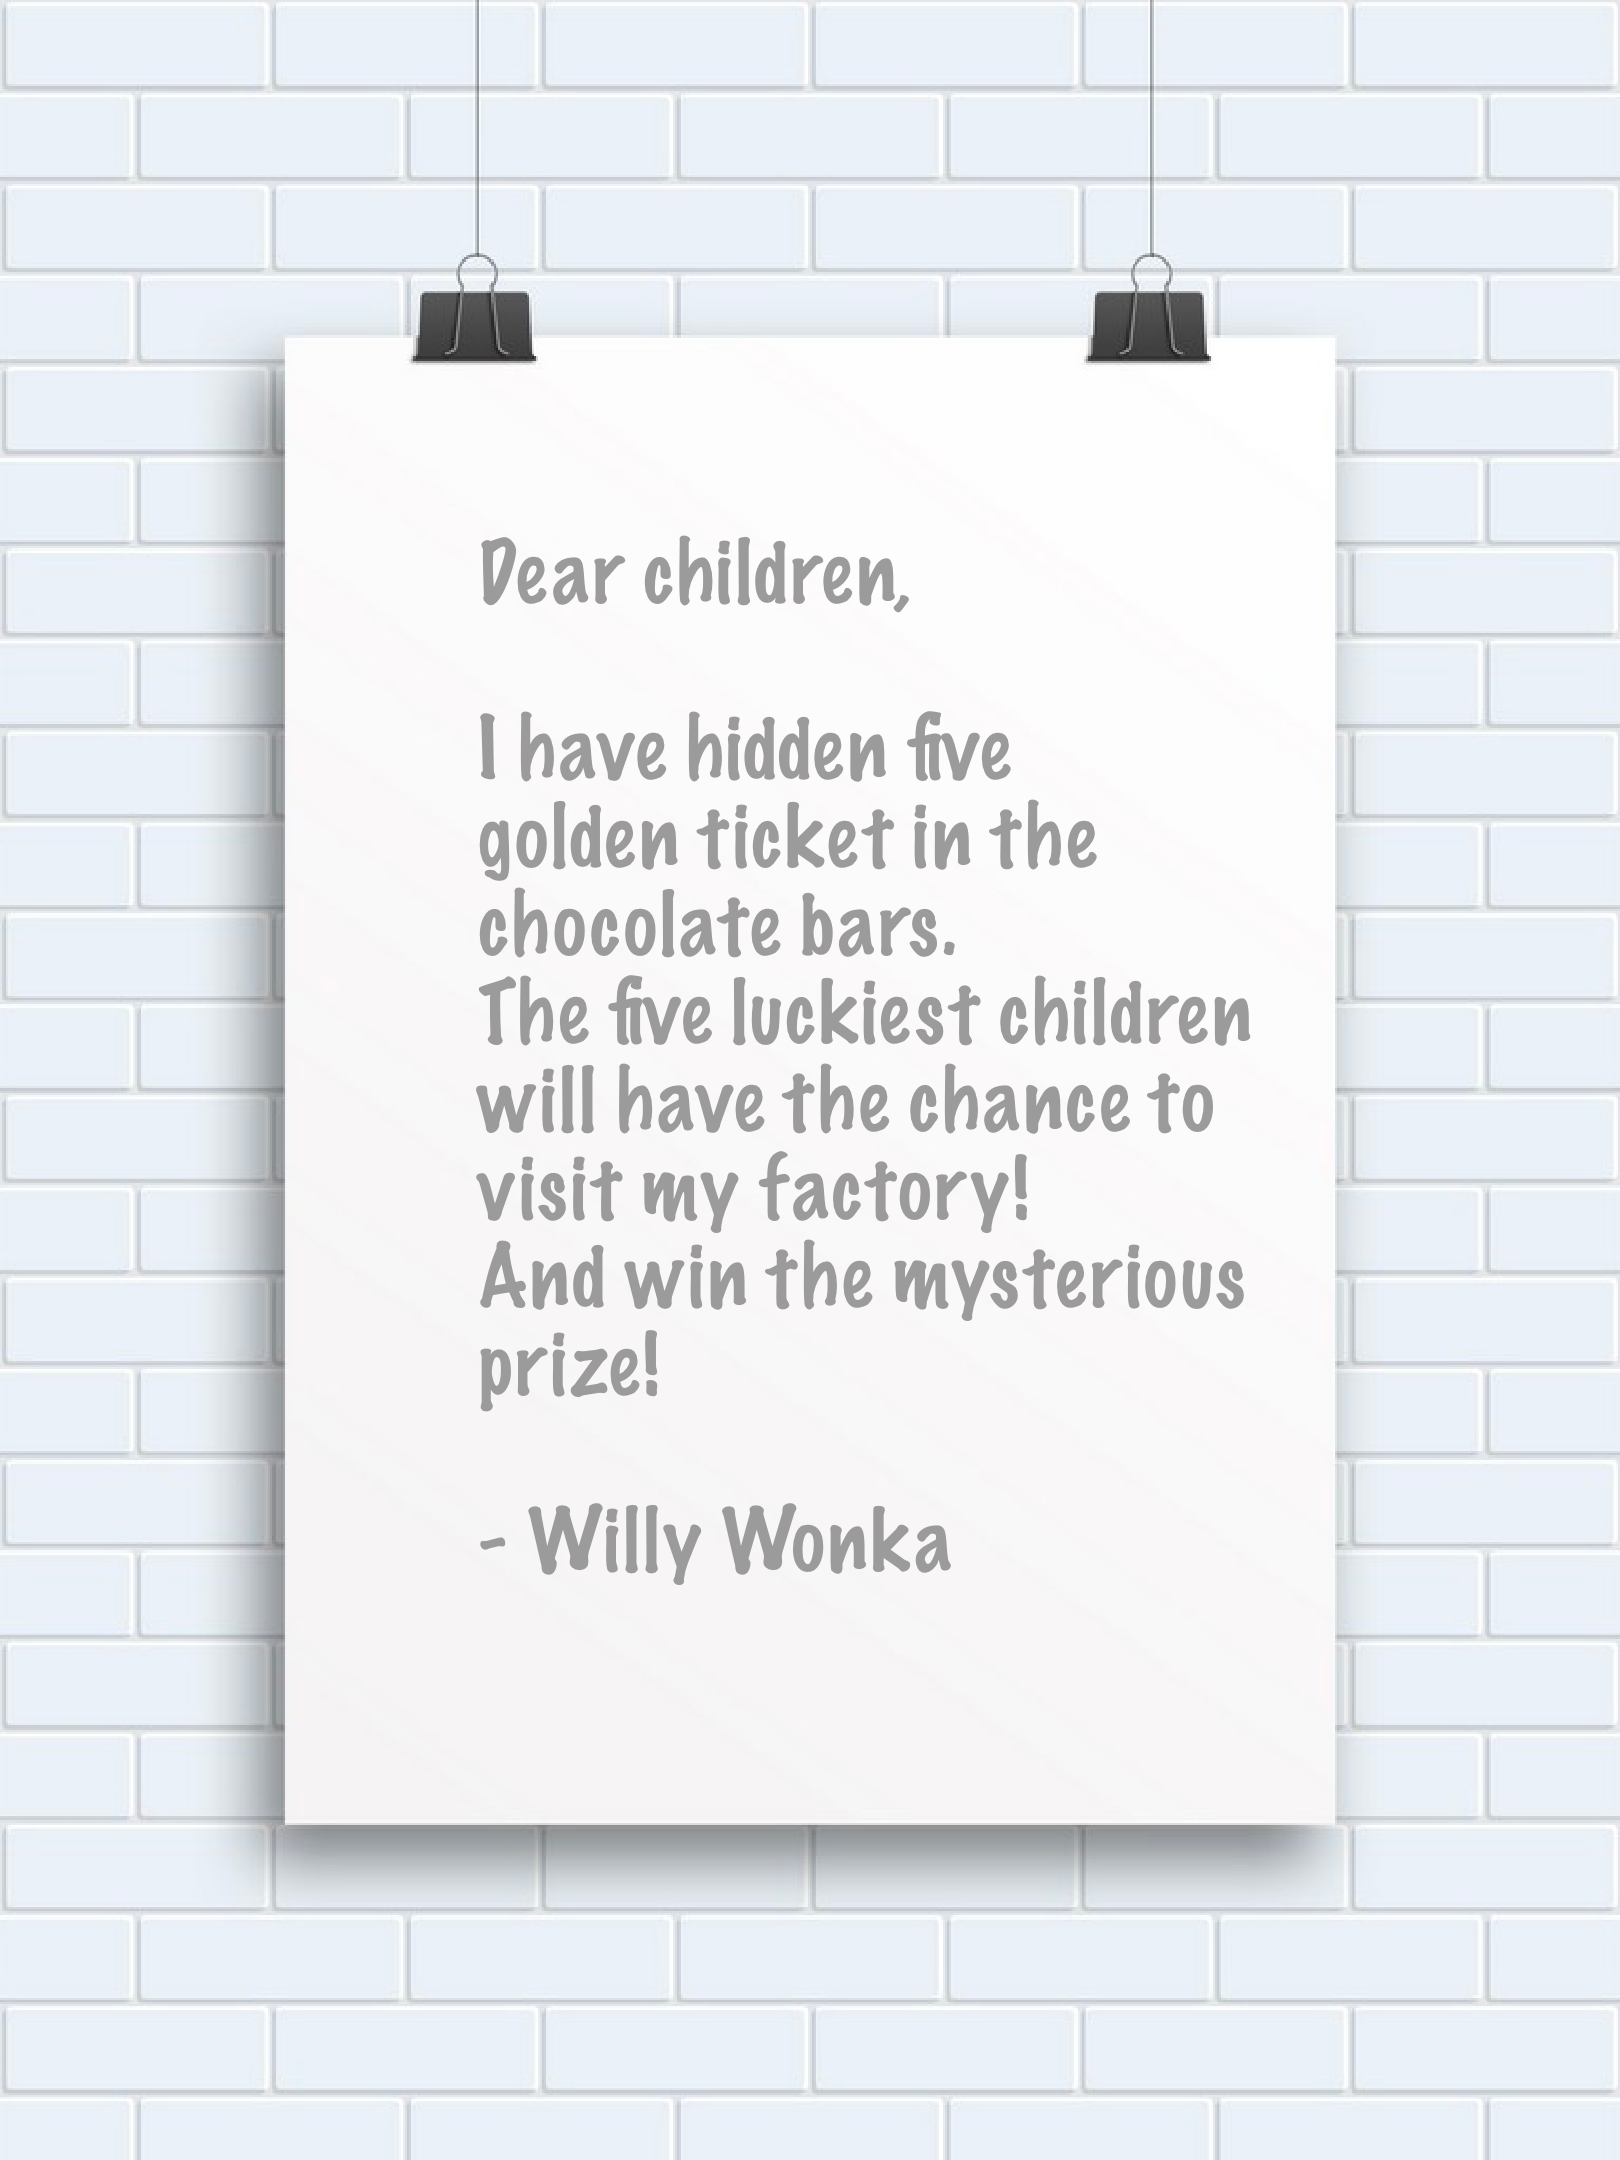 Dear children,
I have hidden five
golden ticket in the
chocolate bars.
The five luckiest children
will have the chance to
visit my factory!
And win the mysterious
prize!
- Willy Wonka